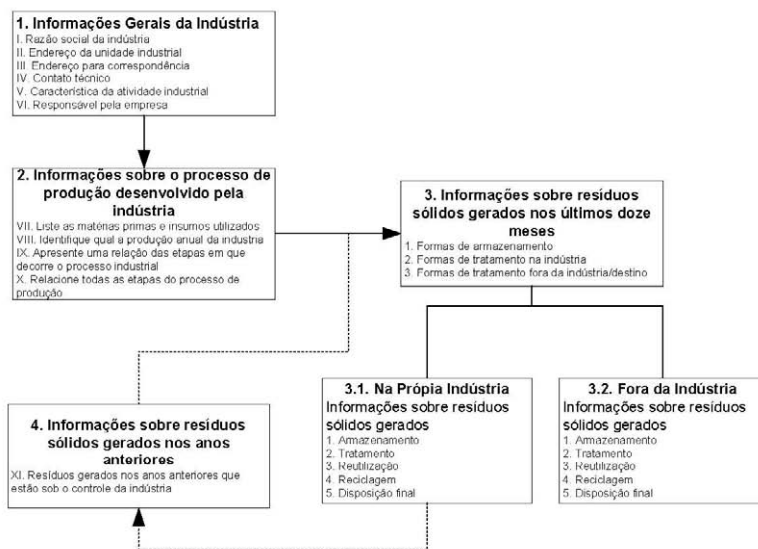 1. Informações Gerais da Indústria
I. Razão social da indústria
II. Endereço da unidade industrial
III. Endereço para correspondência
IV. Contato técnico
V. Característica da atividade industrial
VI. Responsável pela empresa
2. Informações sobre o processo de
produção desenvolvido pela
indústria
VII. Liste as matérias primas e insumos utilizados
VIII. Identifique qual a produção anual da industria
IX. Apresente uma relação das etapas em que
decorre o processo industrial
X. Relacione todas as etapas do processo de
produção
3. Informações sobre resíduos
sólidos gerados nos últimos doze
meses
1. Formas de armazenamento
2. Formas de tratamento na indústria
3. Formas de tratamento fora da indústria/destino
3.1. Na Própia Indústria
Informações sobre resíduos
sólidos gerados
1. Armazenamento
2. Tratamento
3. Reutilização
4. Reciclagem
5. Disposição final
3.2. Fora da Indústria
Informações sobre resíduos
sólidos gerados
1. Armazenamento
2. Tratamento
3. Reutilização
4. Reciclagem
5. Disposição final
4. Informações sobre resíduos
sólidos gerados nos anos
anteriores
XI. Resíduos gerados nos anos anteriores que
estão sob o controle da indústria